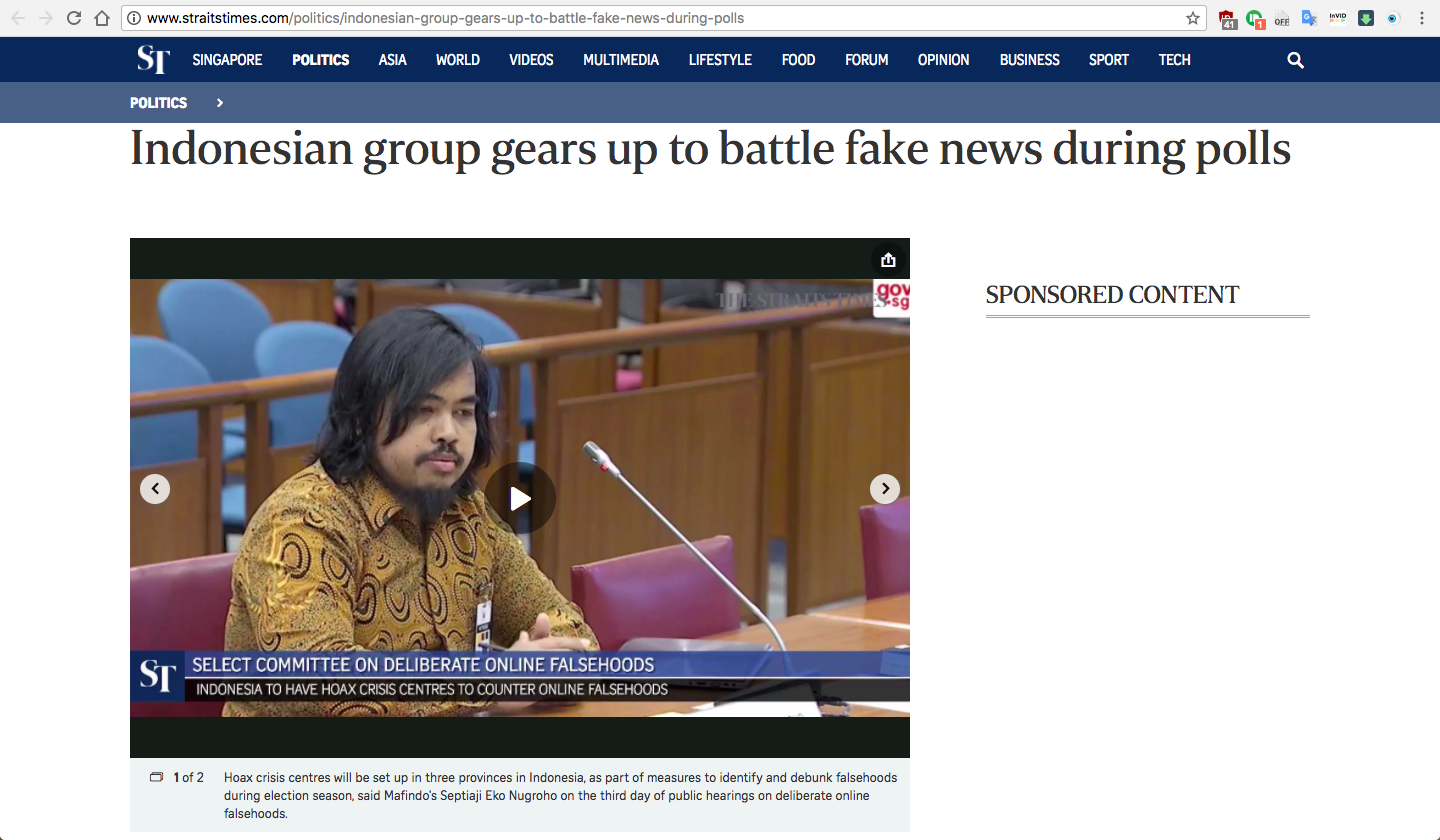 www.straitstimes.com/politics/indonesian-group-gears-up-to-battle-fake-news-during-polls
41
1
OFF
InVID
ST SINGAPORE POLITICS ASIA WORLD VIDEOS MULTIMEDIA LIFESTYLE FOOD FORUM OPINION BUSINESS SPORT TECH
POLITICS
Indonesian group gears up to battle fake news during polls
SPONSORED CONTENT
THE STRAITS TIMES
gov
.sg
ST
SELECT COMMITTEE ON DELIBERATE ONLINE FALSEHOODS
INDONESIA TO HAVE HOAX CRISIS CENTRES TO COUNTER ONLINE FALSEHOODS
1 of 2
Hoax crisis centres will be set up in three provinces in Indonesia, as part of measures to identify and debunk falsehoods
during election season, said Mafindo's Septiaji Eko Nugroho on the third day of public hearings on deliberate online
falsehoods.